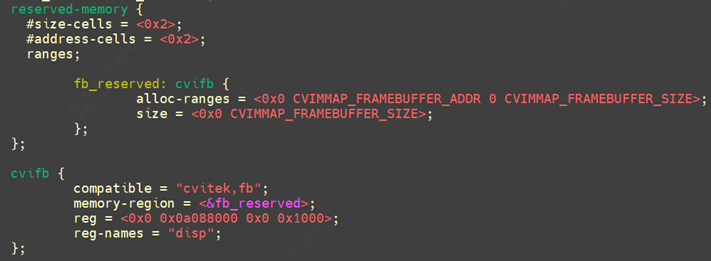 reserved-memory {
#size-cells = <0x2>;
#address-cells = <0x2>;
ranges;
fb_reserved: cvifb {
alloc-ranges = <0x0 CVIMMAP_FRAMEBUFFER_ADDR 0 CVIMMAP_FRAMEBUFFER_SIZE>;
size = <0x0 CVIMMAP_FRAMEBUFFER_SIZE>;
};
};
cvifb {
compatible = "cvitek,fb";
memory-region = <&fb_reserved>;
reg = <0x0 0x0a088000 0x0 0x1000>;
reg-names = "disp";
};